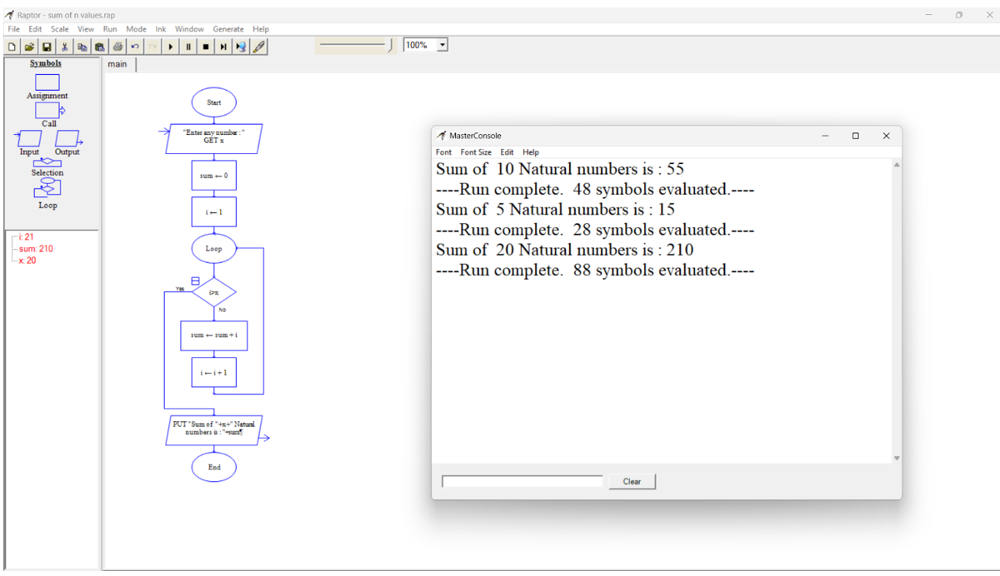 Raptor - sum of n values.rap
File Edit Scale View Run Mode Ink Window Generate Help
100%
Symbols
Assignment
Call
Input Output
Selection
Loop
i: 21
sum: 210
x: 20
main
Start
"Enter any number : "
GET x
sum ← 0
i ← 1
Loop
Yes
i>x
No
sum ← sum + i
i ← i + 1
PUT "Sum of "+x+" Natural
numbers is : "+sum¶
End
MasterConsole
Font Font Size Edit Help
Sum of  10 Natural numbers is : 55
----Run complete.  48 symbols evaluated.----
Sum of  5 Natural numbers is : 15
----Run complete.  28 symbols evaluated.----
Sum of  20 Natural numbers is : 210
----Run complete.  88 symbols evaluated.----
Clear